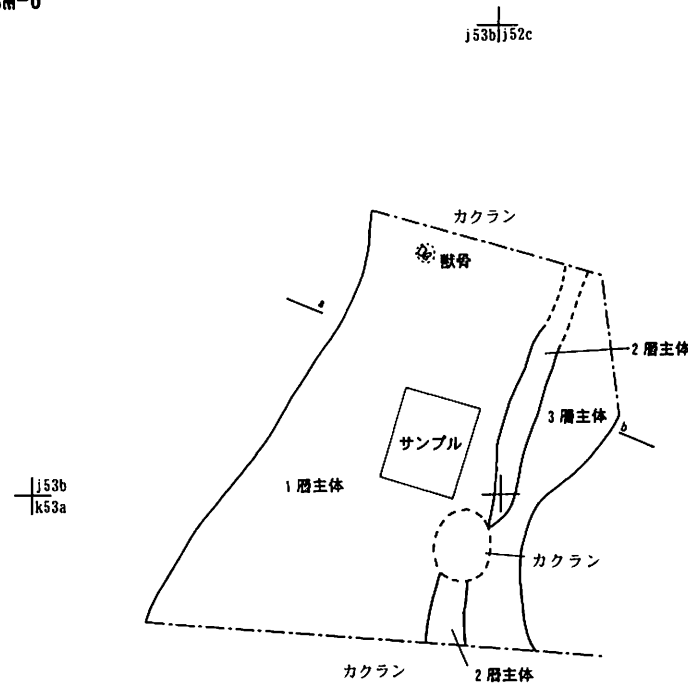 j53b j52c
カクラン
獣骨
a
2層主体
3層主体
b
サンプル
1層主体
j53b
k53a
カクラン
カクラン
2層主体